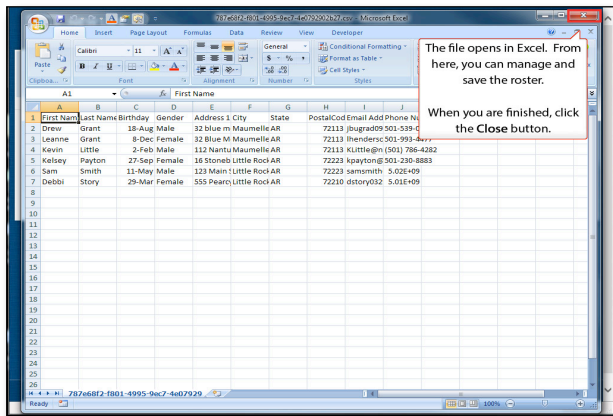 787e68f2-f801-4995-9ec7-4e07929202b27.csv - Microsoft Excel
Home Insert Page Layout Formulas Data Review View Developer
Paste
Calibri 11 A A
B I U A
General
$ % ,
Conditional Formatting
Format as Table
Cell Styles
Clipboa... Font Alignment Number Styles
The file opens in Excel. From
here, you can manage and
save the roster.
When you are finished, click
the Close button.
A1 fx First Name
A B C D E F G H I J
1 First Nam Last Name Birthday Gender Address 1 City State PostalCod Email Add Phone Nu
2 Drew Grant 18-Aug Male 32 blue m Maumelle AR 72113 jbugrad09 501-539-0
3 Leanne Grant 8-Dec Female 32 Blue M Maumelle AR 72113 lhendersc 501-993-8477
4 Kevin Little 2-Feb Male 112 Nantu Maumelle AR 72113 KLittle@n (501) 786-4282
5 Kelsey Payton 27-Sep Female 16 Stoneb Little Rock AR 72223 kpayton@ 501-230-8883
6 Sam Smith 11-May Male 123 Main S Little Rock AR 72223 samsmith 5.02E+09
7 Debbi Story 29-Mar Female 555 Pearcy Little Rock AR 72210 dstory032 5.01E+09
8
9
10
11
12
13
14
15
16
17
18
19
20
21
22
23
24
25
26
787e68f2-f801-4995-9ec7-4e07929
Ready 100%